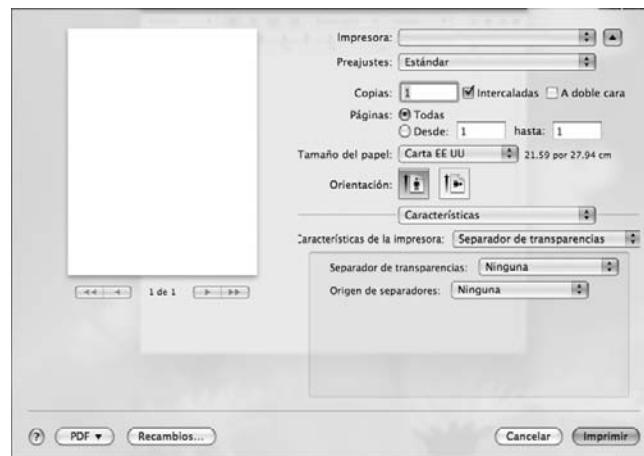 Impresora:
Preajustes: Estándar
Copias: 1 Intercaladas A doble cara
Páginas: Todas
Desde: 1 hasta: 1
Tamaño del papel: Carta EE UU 21.59 por 27.94 cm
Orientación:
Características
Características de la impresora: Separador de transparencias
Separador de transparencias: Ninguna
1 de 1
Origen de separadores: Ninguna
? PDF Recambios... Cancelar Imprimir